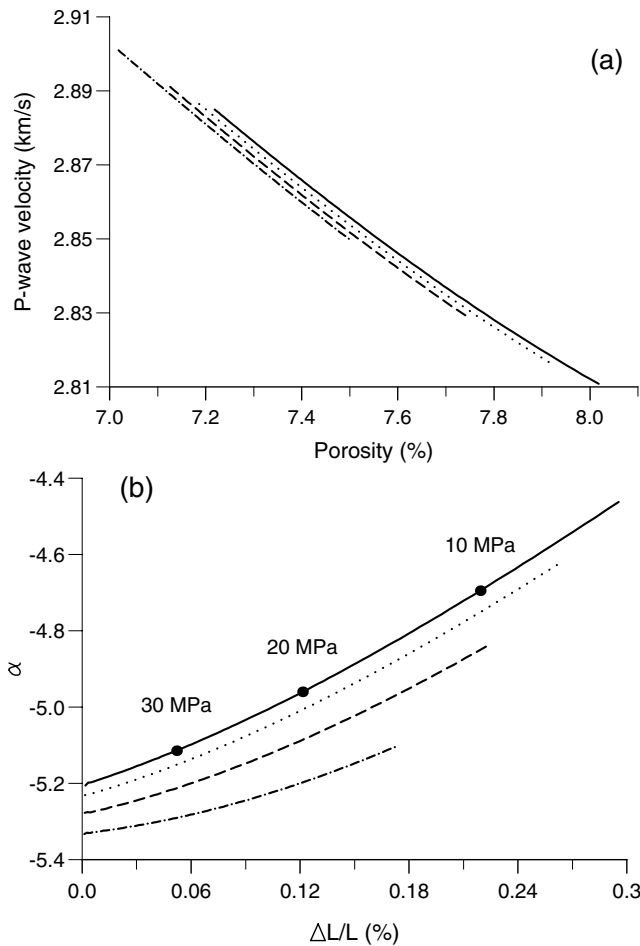 2.91
(a)
2.89
2.87
2.85
2.83
2.81
P-wave velocity (km/s)
7.0 7.2 7.4 7.6 7.8 8.0
Porosity (%)
-4.4
(b)
10 MPa
-4.6
20 MPa
-4.8
30 MPa
-5.0
-5.2
-5.4
α
0.0 0.06 0.12 0.18 0.24 0.3
ΔL/L (%)